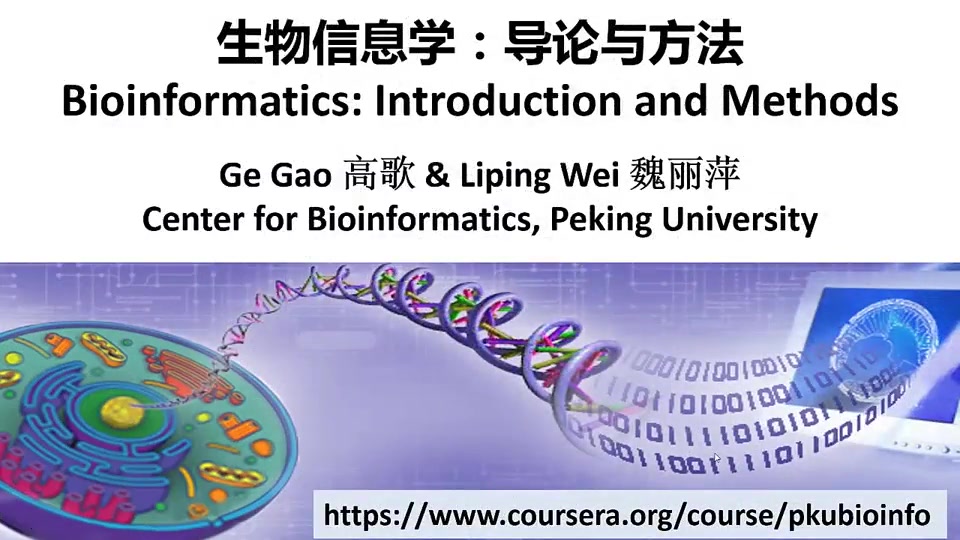 生物信息学：导论与方法
Bioinformatics: Introduction and Methods
Ge Gao 高歌 & Liping Wei 魏丽萍
Center for Bioinformatics, Peking University
https://www.coursera.org/course/pkubioinfo